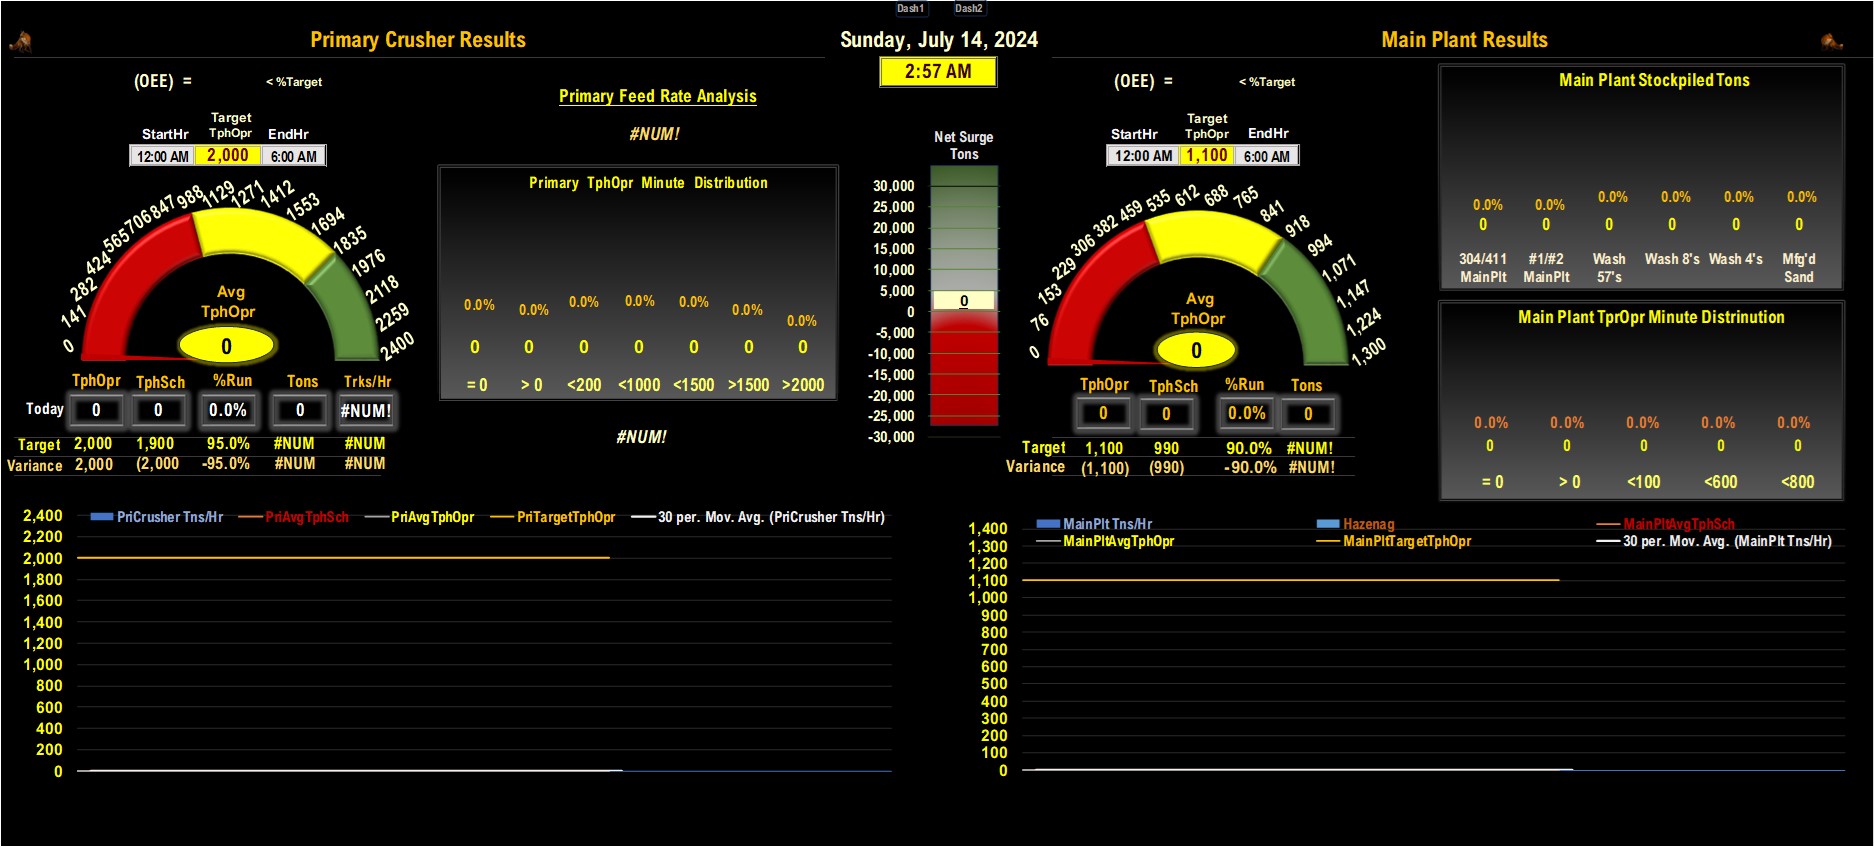 Dash1 Dash2
Primary Crusher Results
Sunday, July 14, 2024
Main Plant Results
2:57 AM
(OEE) = < %Target
Primary Feed Rate Analysis
#NUM!
Target
StartHr TphOpr EndHr
12:00 AM 2,000 6:00 AM
0 141 282 424 565 706 847 988 1129 1271 1412 1553 1694 1835 1976 2118 2259 2400
Avg
TphOpr
0
TphOpr TphSch %Run Tons Trks/Hr
Today 0 0 0.0% 0 #NUM!
Target 2,000 1,900 95.0% #NUM #NUM
Variance 2,000 (2,000 -95.0% #NUM #NUM
Primary TphOpr Minute Distribution
0.0% 0.0% 0.0% 0.0% 0.0% 0.0% 0.0%
0 0 0 0 0 0 0
= 0 > 0 <200 <1000 <1500 >1500 >2000
#NUM!
Net Surge
Tons
30,000
25,000
20,000
15,000
10,000
5,000
0
0
-5,000
-10,000
-15,000
-20,000
-25,000
-30,000
(OEE) = < %Target
Target
StartHr TphOpr EndHr
12:00 AM 1,100 6:00 AM
0 76 153 229 306 382 459 535 612 688 765 841 918 994 1,071 1,147 1,224 1,300
Avg
TphOpr
0
TphOpr TphSch %Run Tons
0 0 0.0% 0
Target 1,100 990 90.0% #NUM!
Variance (1,100) (990) -90.0% #NUM!
Main Plant Stockpiled Tons
0.0% 0.0% 0.0% 0.0% 0.0% 0.0%
0 0 0 0 0 0
304/411 #1/#2 Wash Wash 8's Wash 4's Mfg'd
MainPlt MainPlt 57's Sand
Main Plant TprOpr Minute Distrinution
0.0% 0.0% 0.0% 0.0% 0.0%
0 0 0 0 0
= 0 > 0 <100 <600 <800
PriCrusher Tns/Hr PriAvgTphSch PriAvgTphOpr PriTargetTphOpr 30 per. Mov. Avg. (PriCrusher Tns/Hr)
2,400
2,200
2,000
1,800
1,600
1,400
1,200
1,000
800
600
400
200
0
MainPlt Tns/Hr Hazenag MainPltAvgTphSch
MainPltAvgTphOpr MainPltTargetTphOpr 30 per. Mov. Avg. (MainPlt Tns/Hr)
1,400
1,300
1,200
1,100
1,000
900
800
700
600
500
400
300
200
100
0